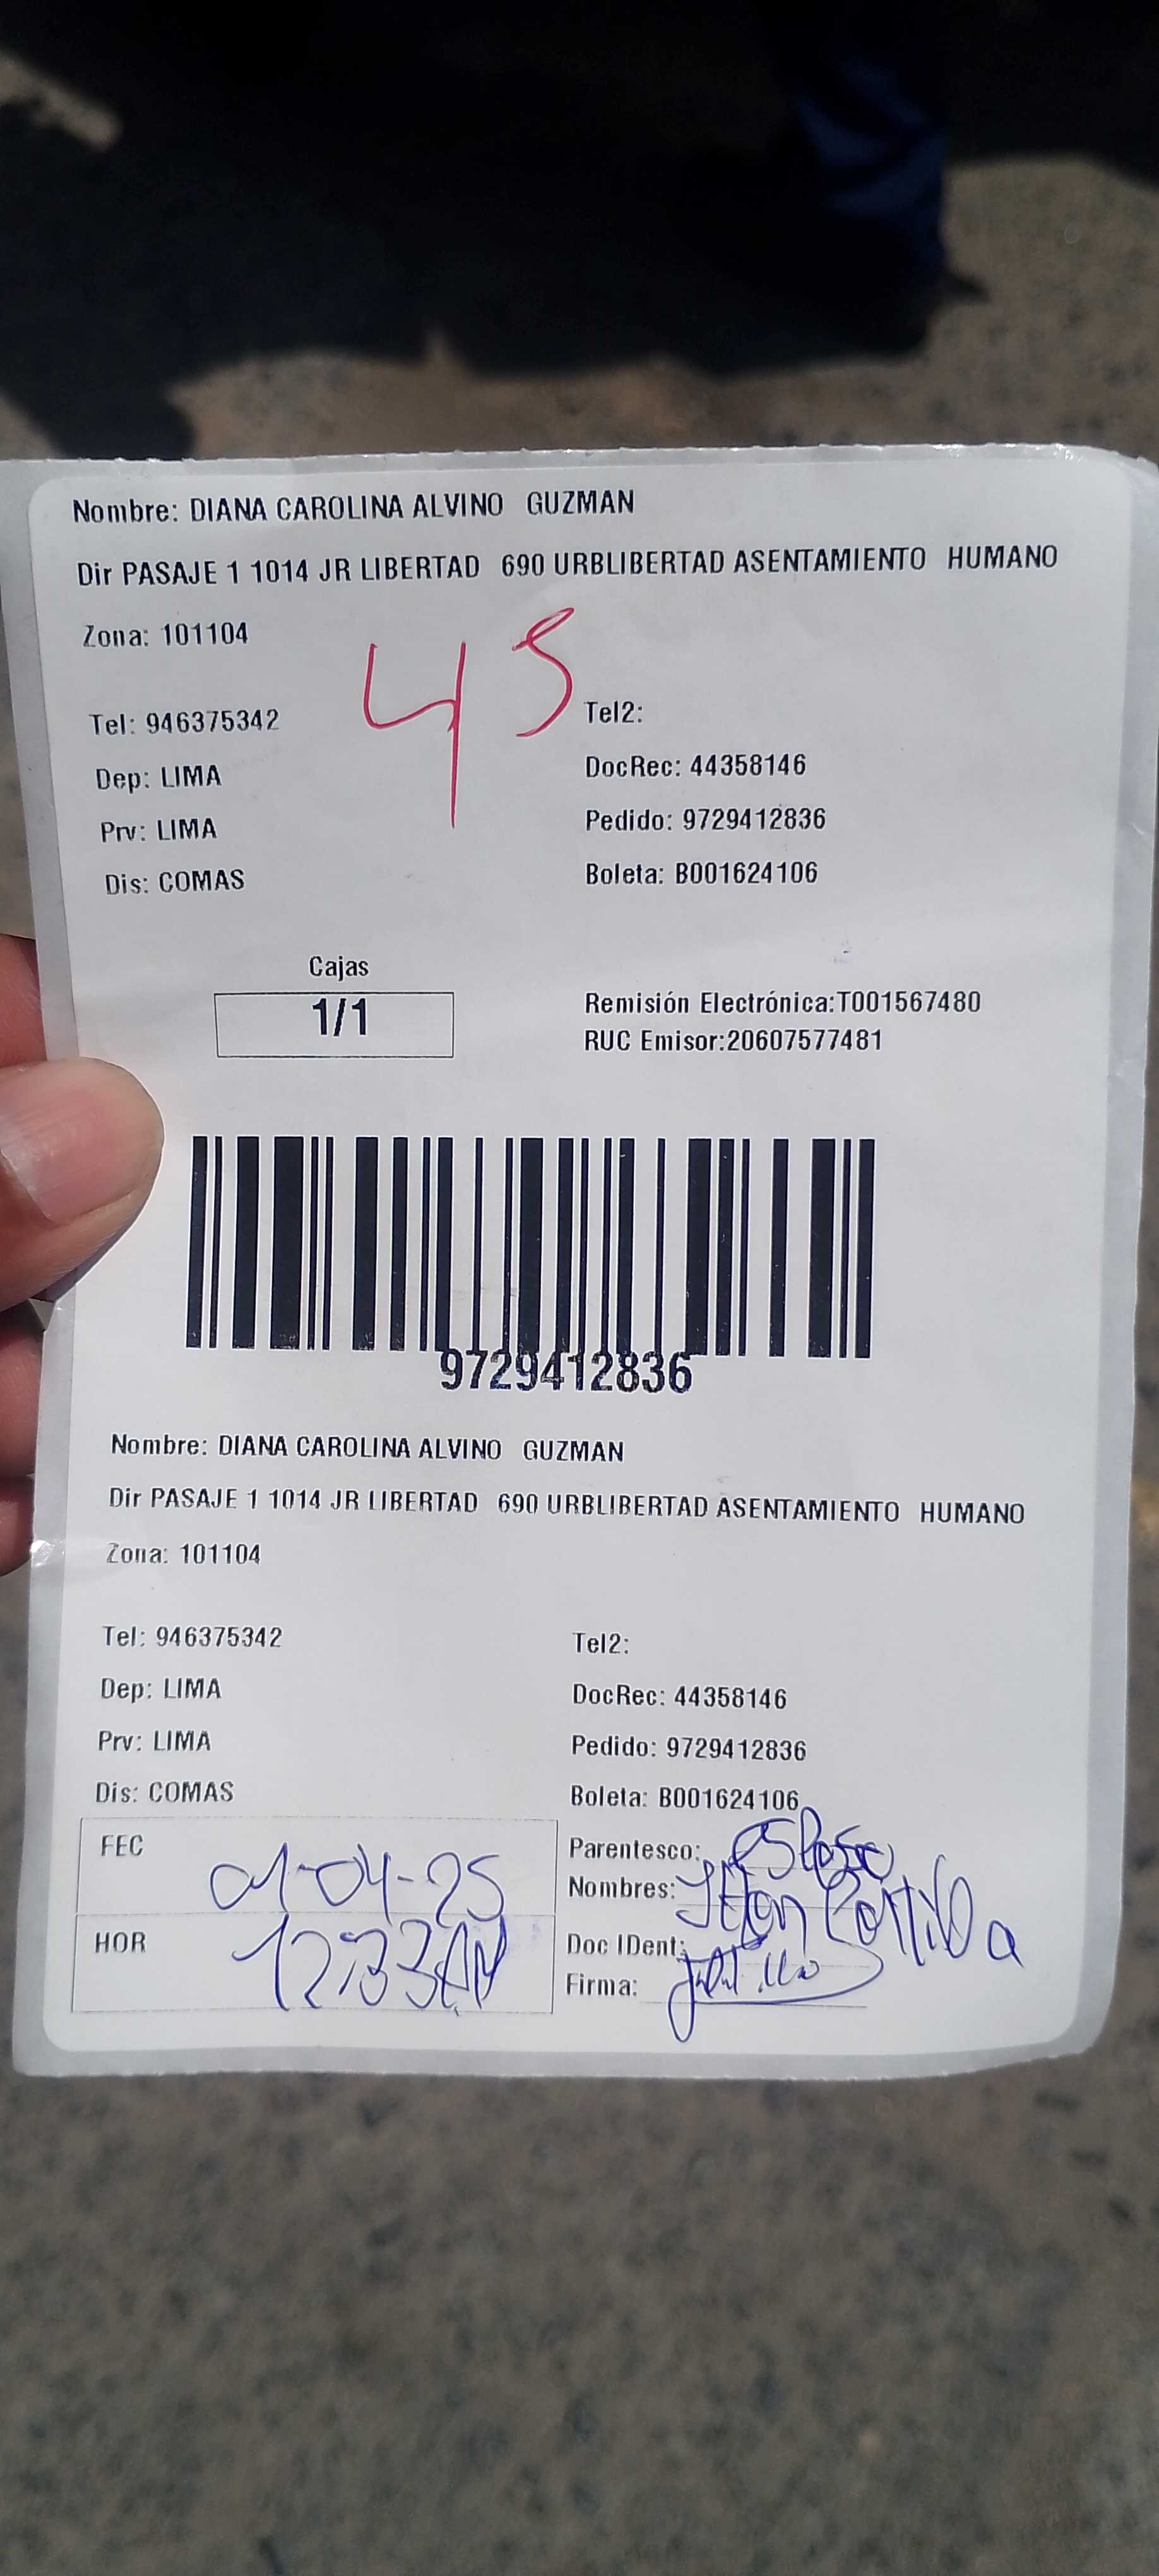 Nombre: DIANA CAROLINA ALVINO GUZMAN
Dir PASAJE 1 1014 JR LIBERTAD 690 URBLIBERTAD ASENTAMIENTO HUMANO
Zona: 101104
45
Tel: 946375342 Tel2:
Dep: LIMA DocRec: 44358146
Prv: LIMA Pedido: 9729412836
Dis: COMAS Boleta: B001624106
Cajas
1/1
Remisión Electrónica:T001567480
RUC Emisor:20607577481
9729412836
Nombre: DIANA CAROLINA ALVINO GUZMAN
Dir PASAJE 1 1014 JR LIBERTAD 690 URBLIBERTAD ASENTAMIENTO HUMANO
Zona: 101104
Tel: 946375342 Tel2:
Dep: LIMA DocRec: 44358146
Prv: LIMA Pedido: 9729412836
Dis: COMAS Boleta: B001624106
FEC 01-04-25
Parentesco: esposo
Nombres:
HOR
Doc IDent:
Firma: